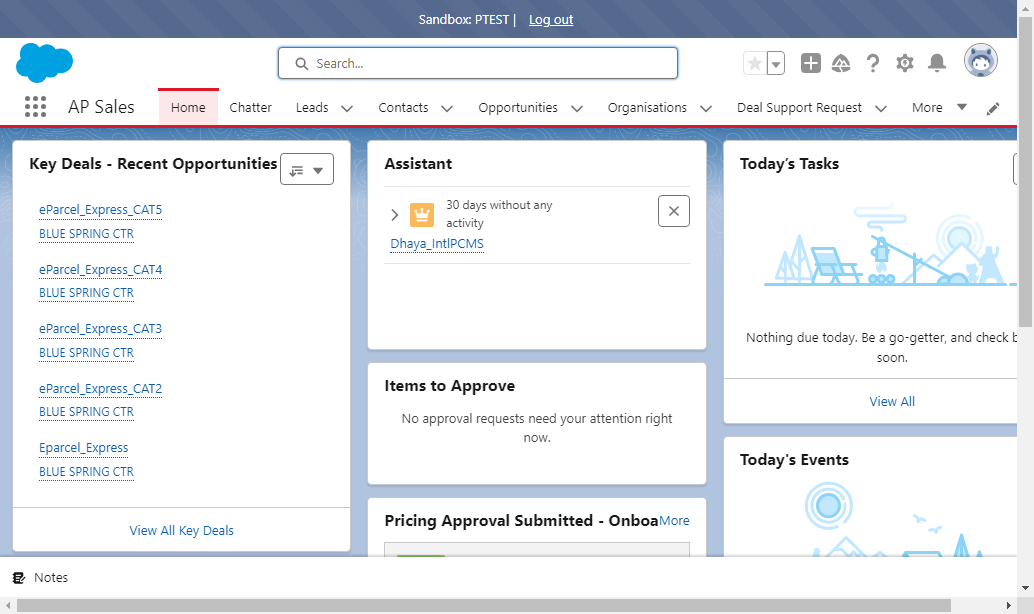 Sandbox: PTEST | Log out
Search...
AP Sales
Home
Chatter
Leads
Contacts
Opportunities
Organisations
Deal Support Request
More
Key Deals - Recent Opportunities
eParcel_Express_CAT5
BLUE SPRING CTR
eParcel_Express_CAT4
BLUE SPRING CTR
eParcel_Express_CAT3
BLUE SPRING CTR
eParcel_Express_CAT2
BLUE SPRING CTR
Eparcel_Express
BLUE SPRING CTR
View All Key Deals
Assistant
30 days without any
activity
Dhaya_IntlPCMS
Items to Approve
No approval requests need your attention right
now.
Pricing Approval Submitted - Onboa
More
Today’s Tasks
Nothing due today. Be a go-getter, and check b
soon.
View All
Today's Events
Notes